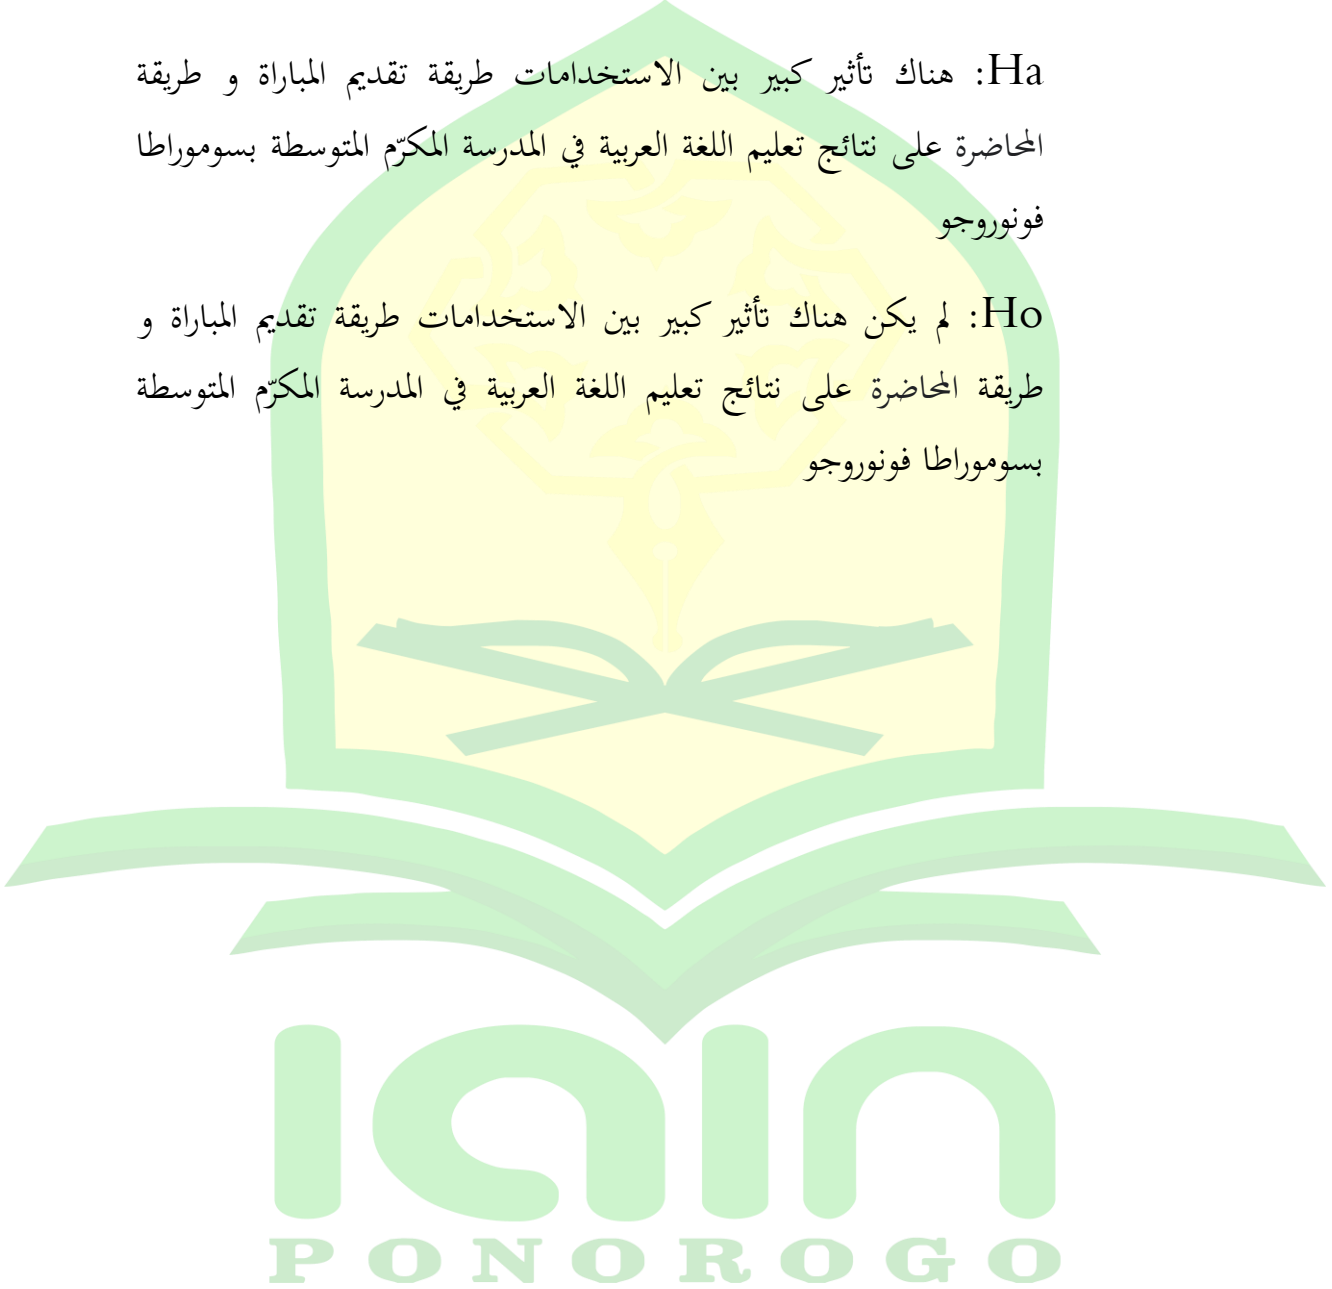 Ha: هناك تأثير كبير بين الاستخدامات طريقة تقديم المباراة و طريقة
المحاضرة على نتائج تعليم اللغة العربية في المدرسة المكرّم المتوسطة بسوموراطا
فونوروجو
Ho: لم يكن هناك تأثير كبير بين الاستخدامات طريقة تقديم المباراة و
طريقة المحاضرة على نتائج تعليم اللغة العربية في المدرسة المكرّم المتوسطة
بسوموراطا فونوروجو
iain
PONOROGO